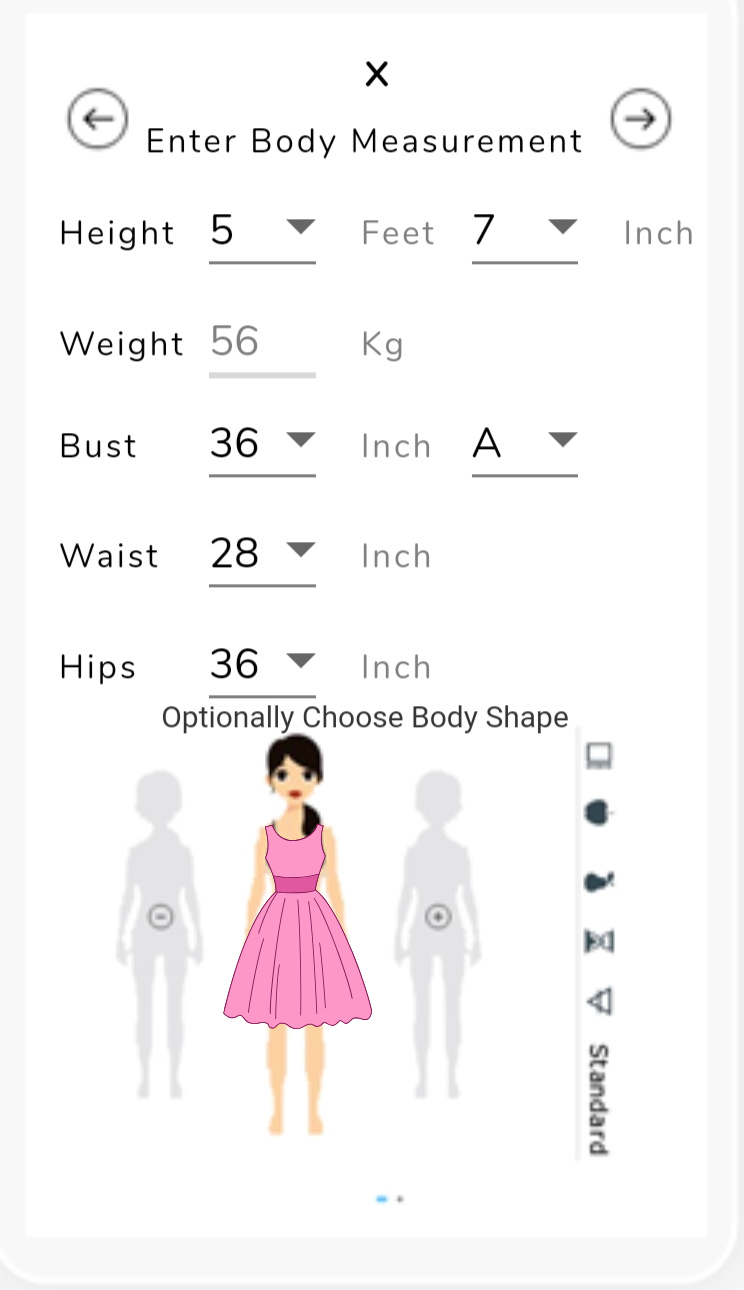 X
Enter Body Measurement
Height 5 Feet 7 Inch
Weight 56 Kg
Bust 36 Inch A
Waist 28 Inch
Hips 36 Inch
Optionally Choose Body Shape
Standard